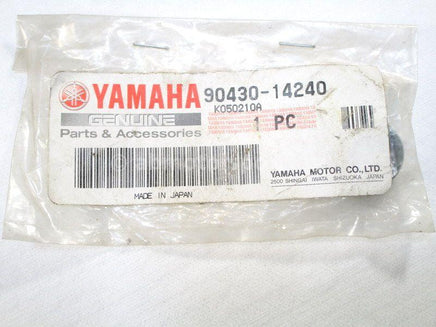 YAMAHA 90430-14240
K050210A
GENUINE
Parts & Accessories
1 PC
MADE IN JAPAN
YAMAHA MOTOR CO., LTD.
2500 SHINGAI IWATA SHIZUOKA JAPAN